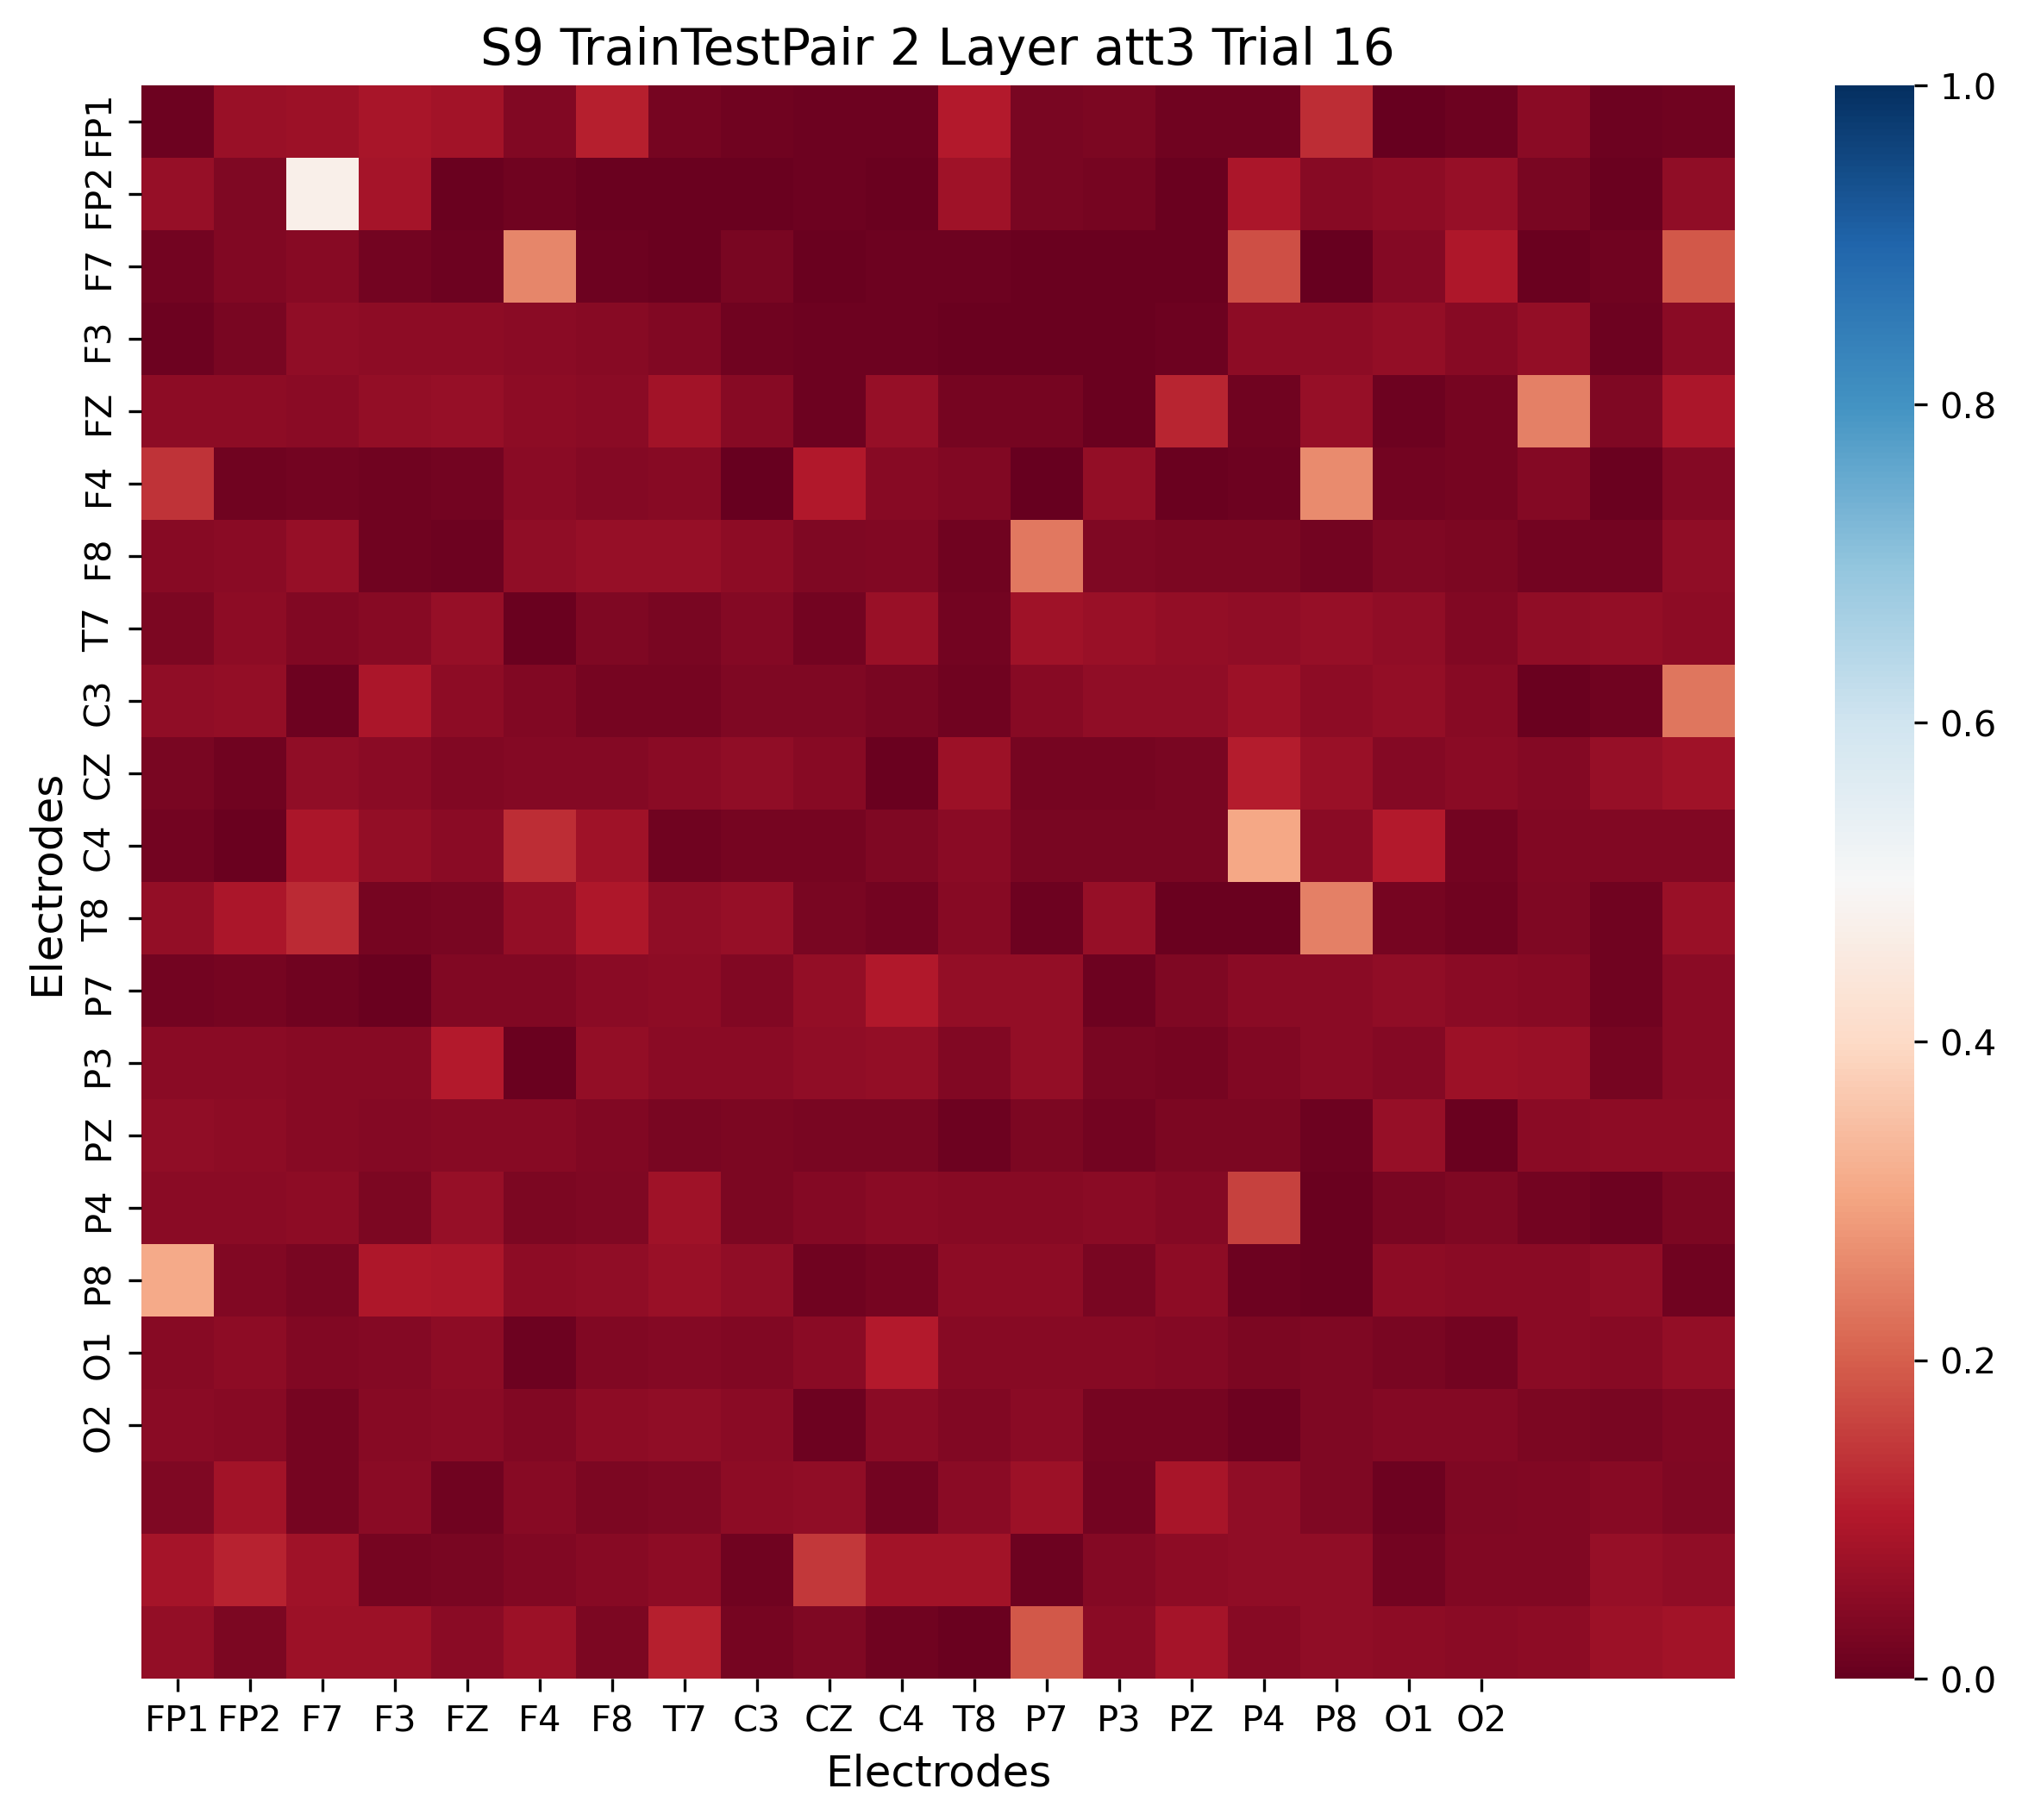 S9 TrainTestPair 2 Layer att3 Trial 16
Electrodes
FP1
FP2
F7
F3
FZ
F4
F8
T7
C3
CZ
C4
T8
P7
P3
PZ
P4
P8
O1
O2
FP1 FP2 F7 F3 FZ F4 F8 T7 C3 CZ C4 T8 P7 P3 PZ P4 P8 O1 O2
Electrodes
1.0
0.8
0.6
0.4
0.2
0.0